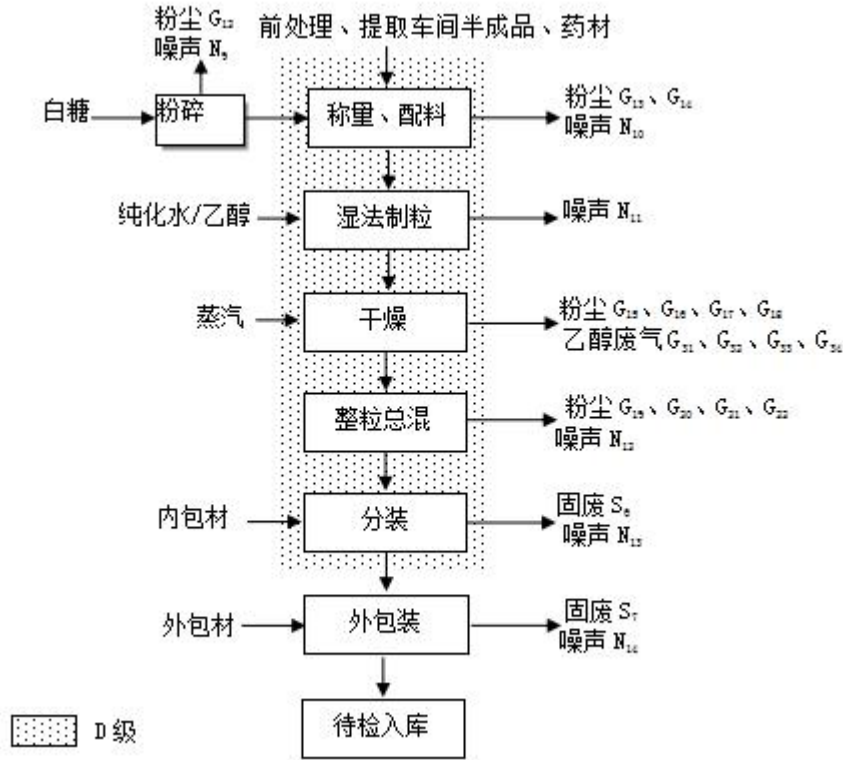 粉尘 G₁₂
噪声 N₉
前处理、提取车间半成品、药材
白糖
粉碎
称量、配料
粉尘 G₁₃、G₁₄
噪声 N₁₀
纯化水/乙醇
湿法制粒
噪声 N₁₁
蒸汽
干燥
粉尘 G₁₅、G₁₆、G₁₇、G₁₈
乙醇废气 G₃₁、G₃₂、G₃₃、G₃₄
整粒总混
粉尘 G₁₉、G₂₀、G₂₁、G₂₂
噪声 N₁₂
内包材
分装
固废 S₆
噪声 N₁₃
外包材
外包装
固废 S₇
噪声 N₁₄
待检入库
D 级